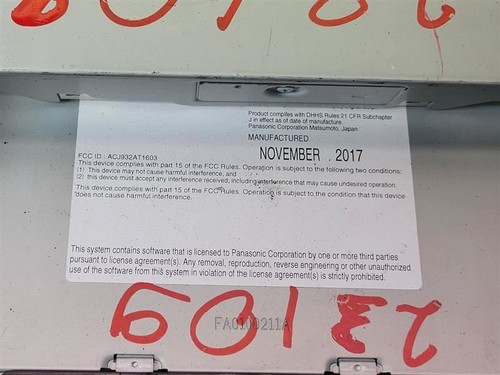 Product complies with DHHS Rules 21 CFR Subchapter
J in effect as of date of manufacture.
Panasonic Corporation Matsumoto, Japan
MANUFACTURED
NOVEMBER . 2017
FCC ID : ACJ932AT1603
This device complies with part 15 of the FCC Rules. Operation is subject to the following two conditions:
(1) This device may not cause harmful interference, and
(2) this device must accept any interference received, including interference that may cause undesired operation.
This device complies with part 15 of the FCC Rules. Operation is subject to the condition that this device
does not cause harmful interference.
This system contains software that is licensed to Panasonic Corporation by one or more third parties
pursuant to license agreement(s). Any removal, reproduction, reverse engineering or other unauthorized
use of the software from this system in violation of the license agreement(s) is strictly prohibited.
23109
FA0100211A